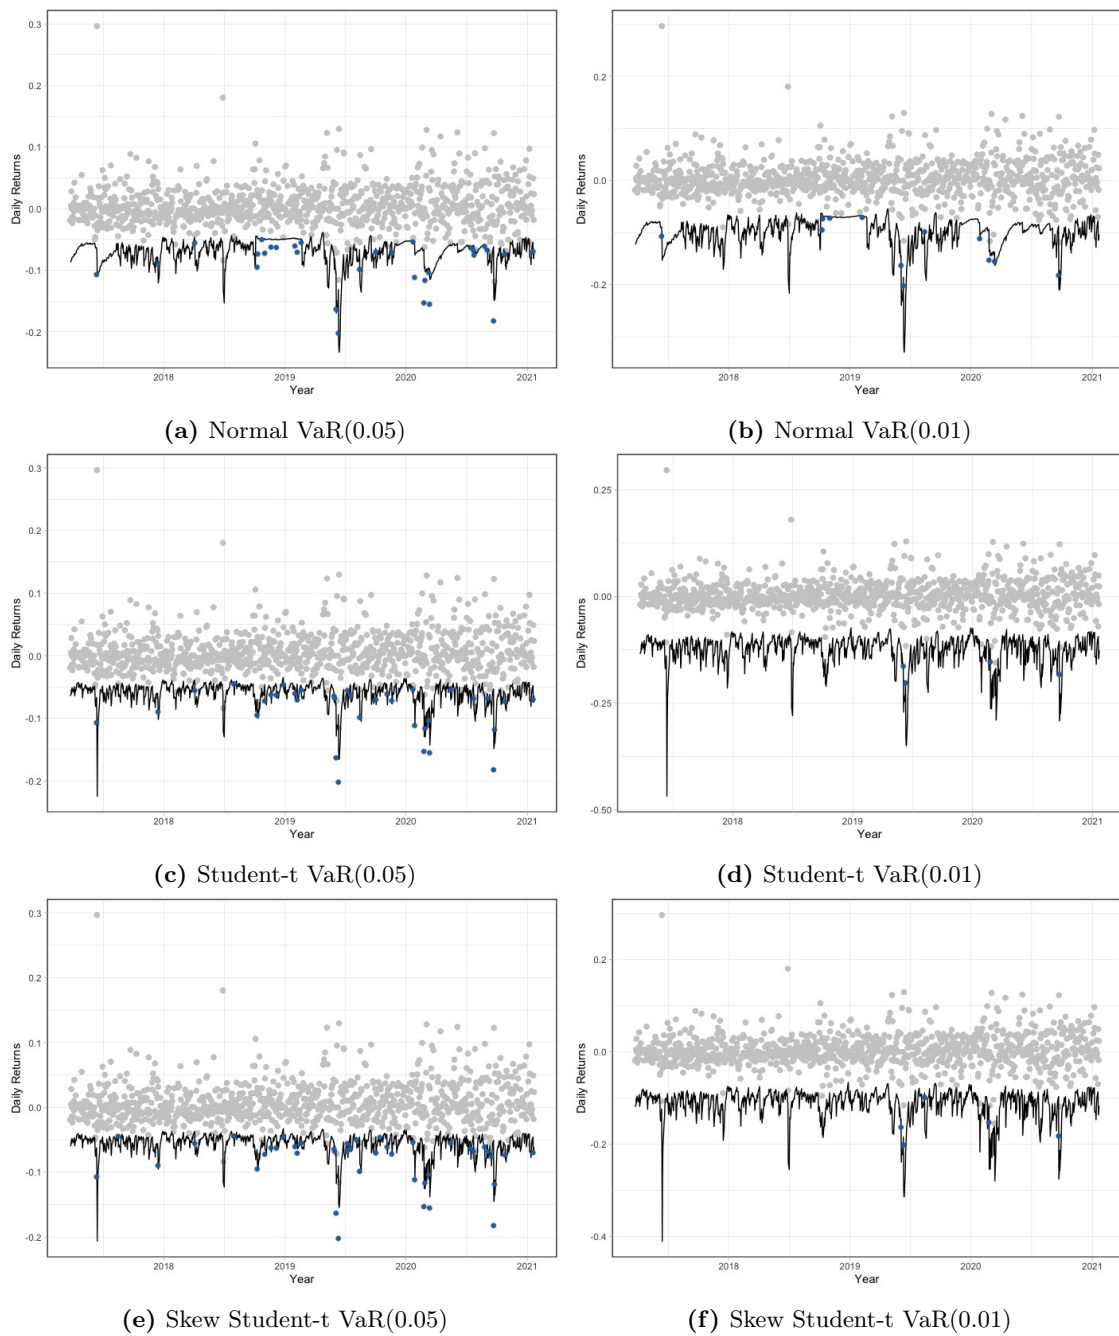 0.3
0.2
0.1
0.0
-0.1
-0.2
Daily Returns
2018 2019 2020 2021
Year
(a) Normal VaR(0.05)
0.2
0.0
-0.2
Daily Returns
2018 2019 2020 2021
Year
(b) Normal VaR(0.01)
0.3
0.2
0.1
0.0
-0.1
-0.2
Daily Returns
2018 2019 2020 2021
Year
(c) Student-t VaR(0.05)
0.25
0.00
-0.25
-0.50
Daily Returns
2018 2019 2020 2021
Year
(d) Student-t VaR(0.01)
0.3
0.2
0.1
0.0
-0.1
-0.2
Daily Returns
2018 2019 2020 2021
Year
(e) Skew Student-t VaR(0.05)
0.2
0.0
-0.2
-0.4
Daily Returns
2018 2019 2020 2021
Year
(f) Skew Student-t VaR(0.01)